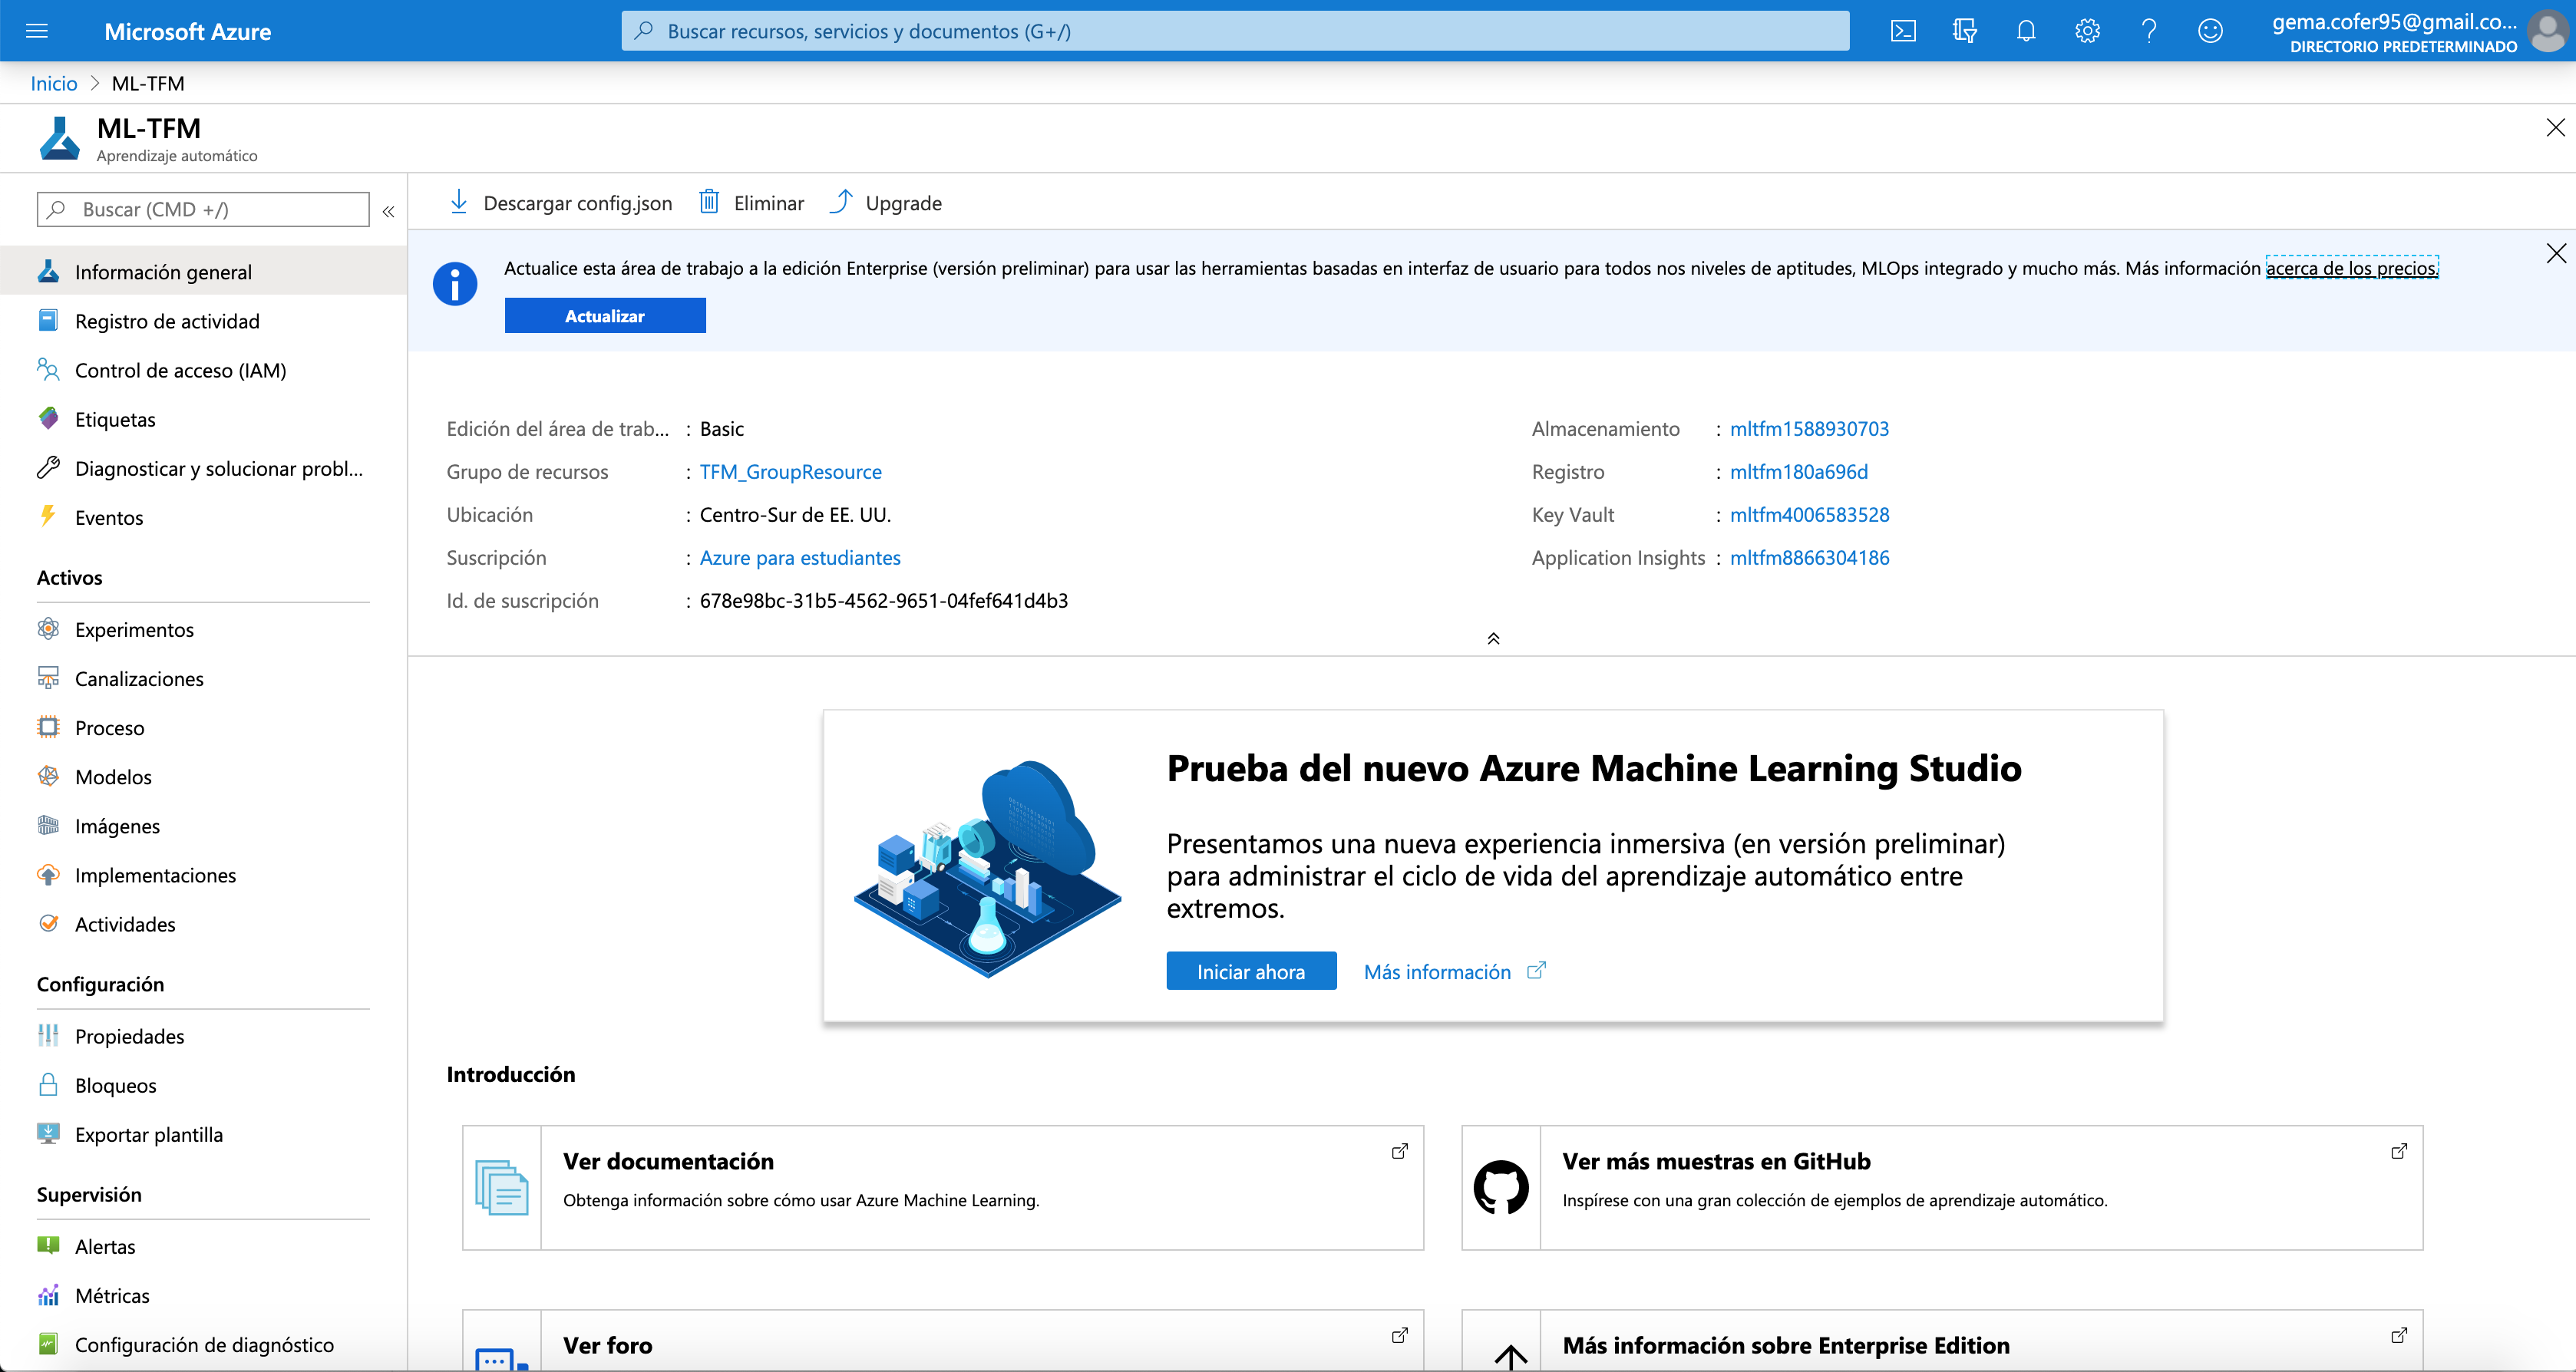 Microsoft Azure
Buscar recursos, servicios y documentos (G+/)
gema.cofer95@gmail.co...
DIRECTORIO PREDETERMINADO
Inicio > ML-TFM
ML-TFM
Aprendizaje automático
Buscar (CMD +/)
«
Información general
Registro de actividad
Control de acceso (IAM)
Etiquetas
Diagnosticar y solucionar probl...
Eventos
Activos
Experimentos
Canalizaciones
Proceso
Modelos
Imágenes
Implementaciones
Actividades
Configuración
Propiedades
Bloqueos
Exportar plantilla
Supervisión
Alertas
Métricas
Configuración de diagnóstico
Descargar config.json
Eliminar
Upgrade
Actualice esta área de trabajo a la edición Enterprise (versión preliminar) para usar las herramientas basadas en interfaz de usuario para todos nos niveles de aptitudes, MLOps integrado y mucho más. Más información acerca de los precios.
Actualizar
Edición del área de trab... : Basic
Grupo de recursos : TFM_GroupResource
Ubicación : Centro-Sur de EE. UU.
Suscripción : Azure para estudiantes
Id. de suscripción : 678e98bc-31b5-4562-9651-04fef641d4b3
Almacenamiento : mltfm1588930703
Registro : mltfm180a696d
Key Vault : mltfm4006583528
Application Insights : mltfm8866304186
Prueba del nuevo Azure Machine Learning Studio
Presentamos una nueva experiencia inmersiva (en versión preliminar)
para administrar el ciclo de vida del aprendizaje automático entre
extremos.
Iniciar ahora
Más información
Introducción
Ver documentación
Obtenga información sobre cómo usar Azure Machine Learning.
Ver más muestras en GitHub
Inspírese con una gran colección de ejemplos de aprendizaje automático.
Ver foro
Más información sobre Enterprise Edition